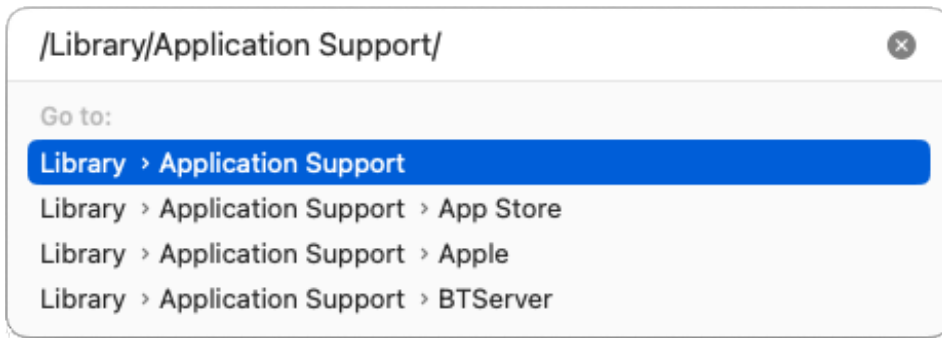 /Library/Application Support/
Go to:
Library › Application Support
Library › Application Support › App Store
Library › Application Support › Apple
Library › Application Support › BTServer